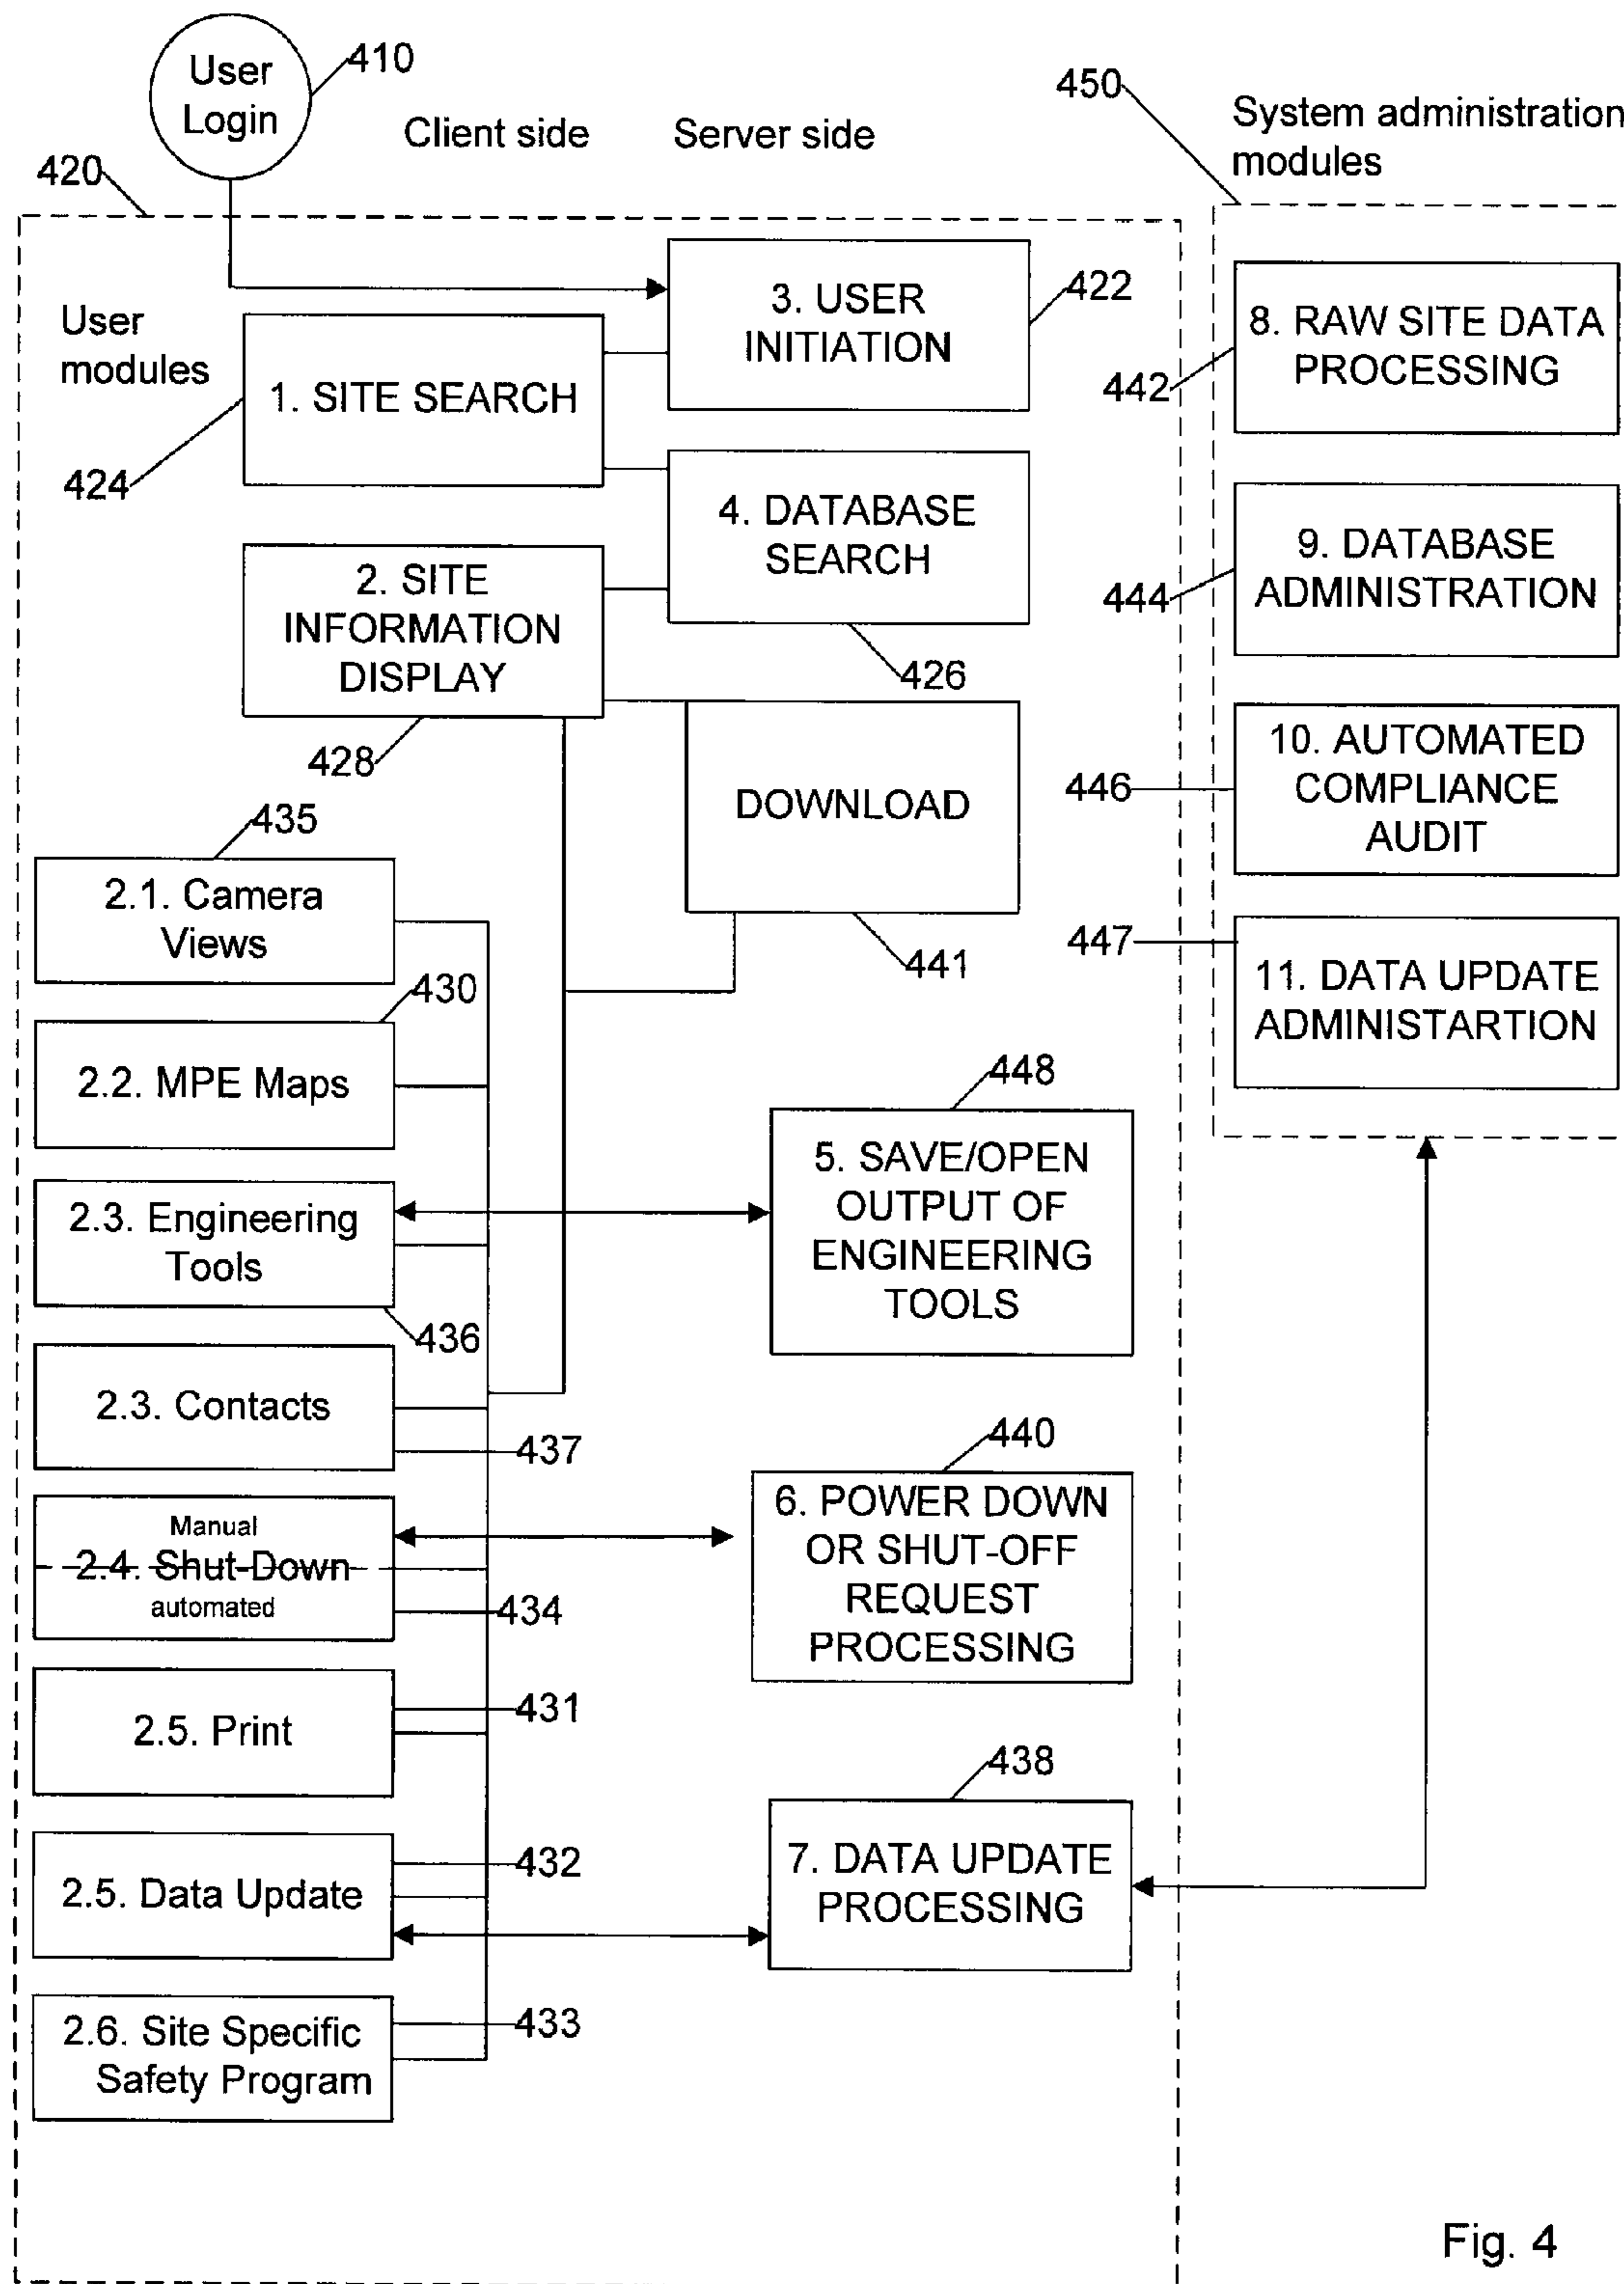 User
Login
410
Client side
Server side
420
450
System administration
modules
User
modules
3. USER
INITIATION
422
1. SITE SEARCH
424
4. DATABASE
SEARCH
426
2. SITE
INFORMATION
DISPLAY
428
DOWNLOAD
441
435
2.1. Camera
Views
430
2.2. MPE Maps
2.3. Engineering
Tools
436
448
5. SAVE/OPEN
OUTPUT OF
ENGINEERING
TOOLS
2.3. Contacts
437
440
Manual
2.4. Shut-Down
automated
434
6. POWER DOWN
OR SHUT-OFF
REQUEST
PROCESSING
2.5. Print
431
438
2.5. Data Update
432
7. DATA UPDATE
PROCESSING
2.6. Site Specific
Safety Program
433
8. RAW SITE DATA
PROCESSING
442
9. DATABASE
ADMINISTRATION
444
10. AUTOMATED
COMPLIANCE
AUDIT
446
447
11. DATA UPDATE
ADMINISTARTION
Fig. 4